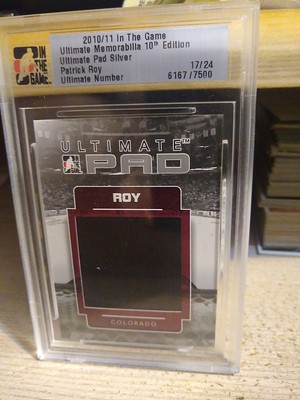 IN
THE
GAME
2010/11 In The Game
Ultimate Memorabilia 10th Edition
Ultimate Pad Silver 17/24
Patrick Roy
Ultimate Number 6167/7500
ULTIMATE™
PAD
ROY
COLORADO